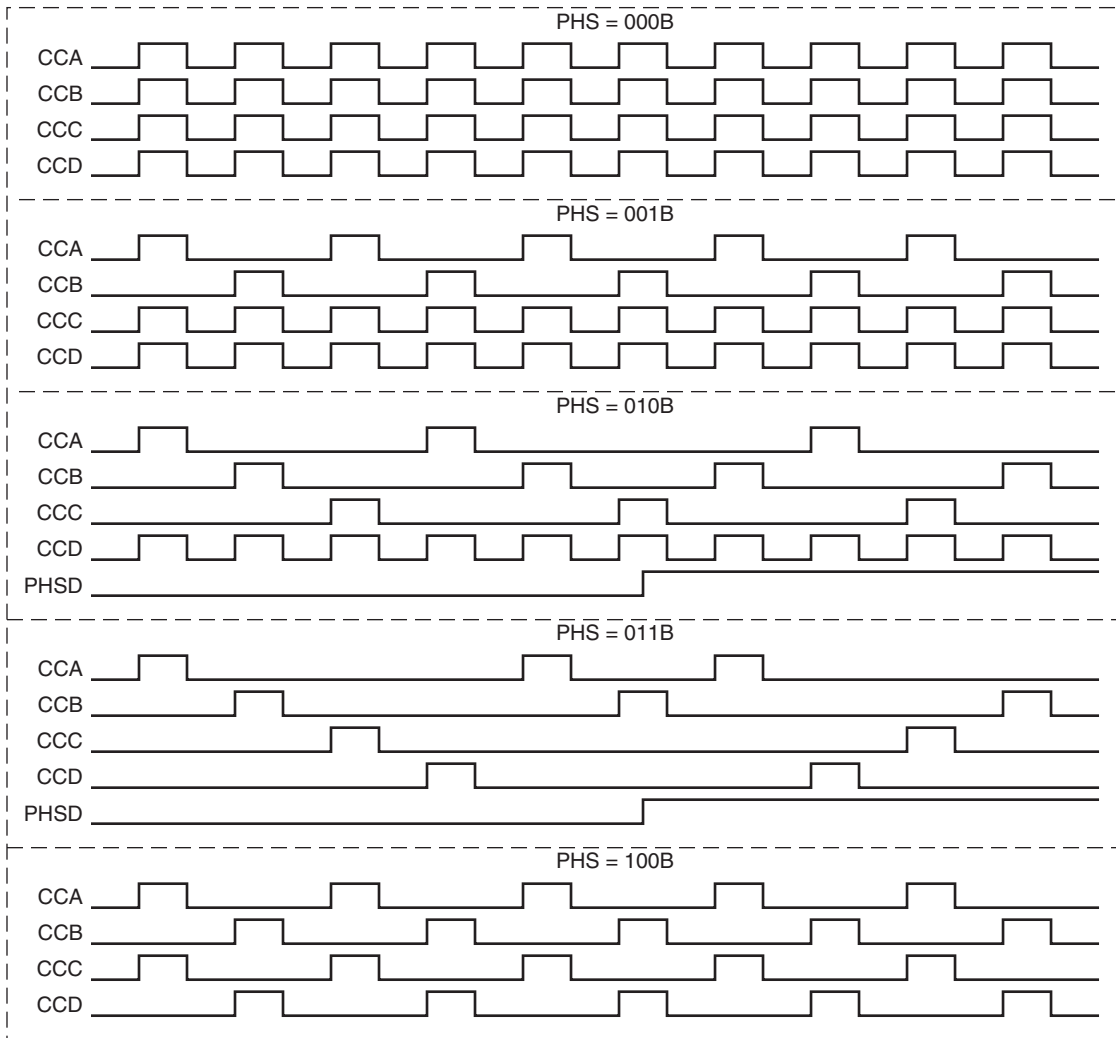 PHS = 000B
CCA
CCB
CCC
CCD
PHS = 001B
CCA
CCB
CCC
CCD
PHS = 010B
CCA
CCB
CCC
CCD
PHSD
PHS = 011B
CCA
CCB
CCC
CCD
PHSD
PHS = 100B
CCA
CCB
CCC
CCD